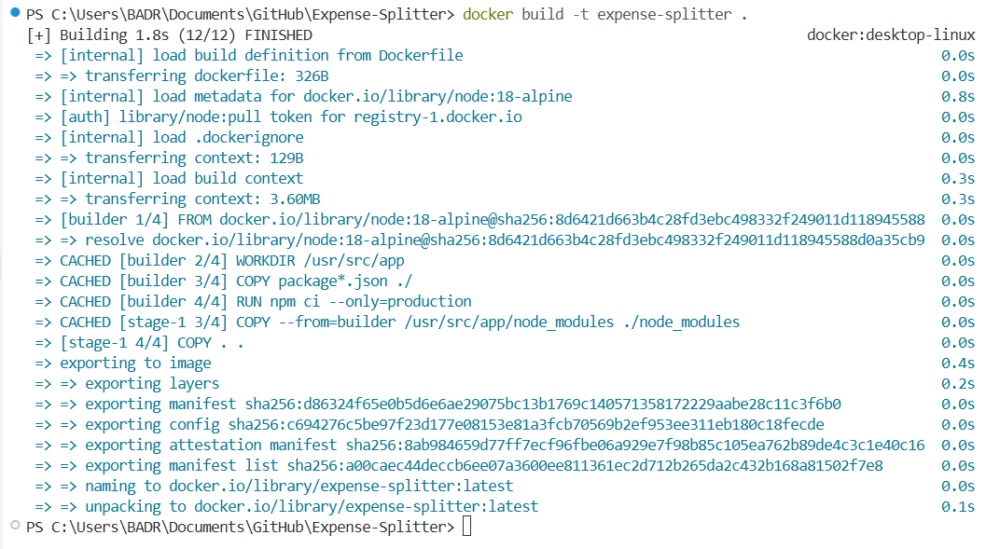 PS C:\Users\BADR\Documents\GitHub\Expense-Splitter> docker build -t expense-splitter .
[+] Building 1.8s (12/12) FINISHED docker:desktop-linux
=> [internal] load build definition from Dockerfile 0.0s
=> => transferring dockerfile: 326B 0.0s
=> [internal] load metadata for docker.io/library/node:18-alpine 0.8s
=> [auth] library/node:pull token for registry-1.docker.io 0.0s
=> [internal] load .dockerignore 0.0s
=> => transferring context: 129B 0.0s
=> [internal] load build context 0.3s
=> => transferring context: 3.60MB 0.3s
=> [builder 1/4] FROM docker.io/library/node:18-alpine@sha256:8d6421d663b4c28fd3ebc498332f249011d118945588 0.0s
=> => resolve docker.io/library/node:18-alpine@sha256:8d6421d663b4c28fd3ebc498332f249011d118945588d0a35cb9 0.0s
=> CACHED [builder 2/4] WORKDIR /usr/src/app 0.0s
=> CACHED [builder 3/4] COPY package*.json ./ 0.0s
=> CACHED [builder 4/4] RUN npm ci --only=production 0.0s
=> CACHED [stage-1 3/4] COPY --from=builder /usr/src/app/node_modules ./node_modules 0.0s
=> [stage-1 4/4] COPY . . 0.0s
=> exporting to image 0.4s
=> => exporting layers 0.2s
=> => exporting manifest sha256:d86324f65e0b5d6e6ae29075bc13b1769c140571358172229aabe28c11c3f6b0 0.0s
=> => exporting config sha256:c694276c5be97f23d177e08153e81a3fcb70569b2ef953ee311eb180c18fecde 0.0s
=> => exporting attestation manifest sha256:8ab984659d77ff7ecf96fbe06a929e7f98b85c105ea762b89de4c3c1e40c16 0.0s
=> => exporting manifest list sha256:a00caec44deccb6ee07a3600ee811361ec2d712b265da2c432b168a81502f7e8 0.0s
=> => naming to docker.io/library/expense-splitter:latest 0.0s
=> => unpacking to docker.io/library/expense-splitter:latest 0.1s
PS C:\Users\BADR\Documents\GitHub\Expense-Splitter>